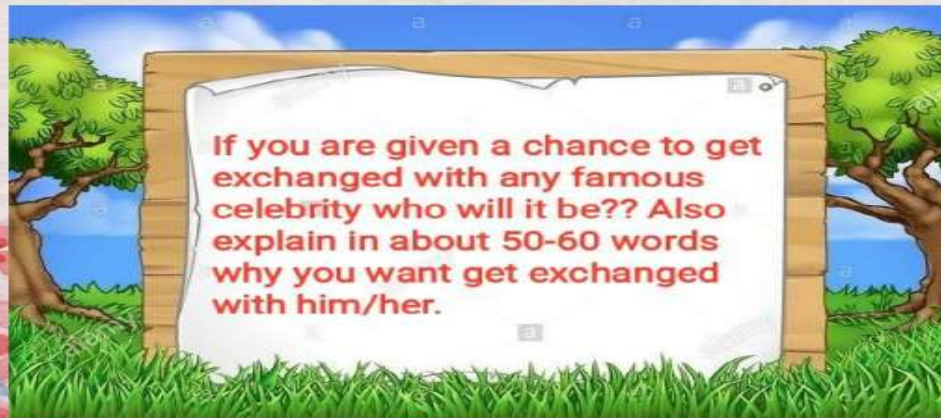 If you are given a chance to get
exchanged with any famous
celebrity who will it be?? Also
explain in about 50-60 words
why you want get exchanged
with him/her.